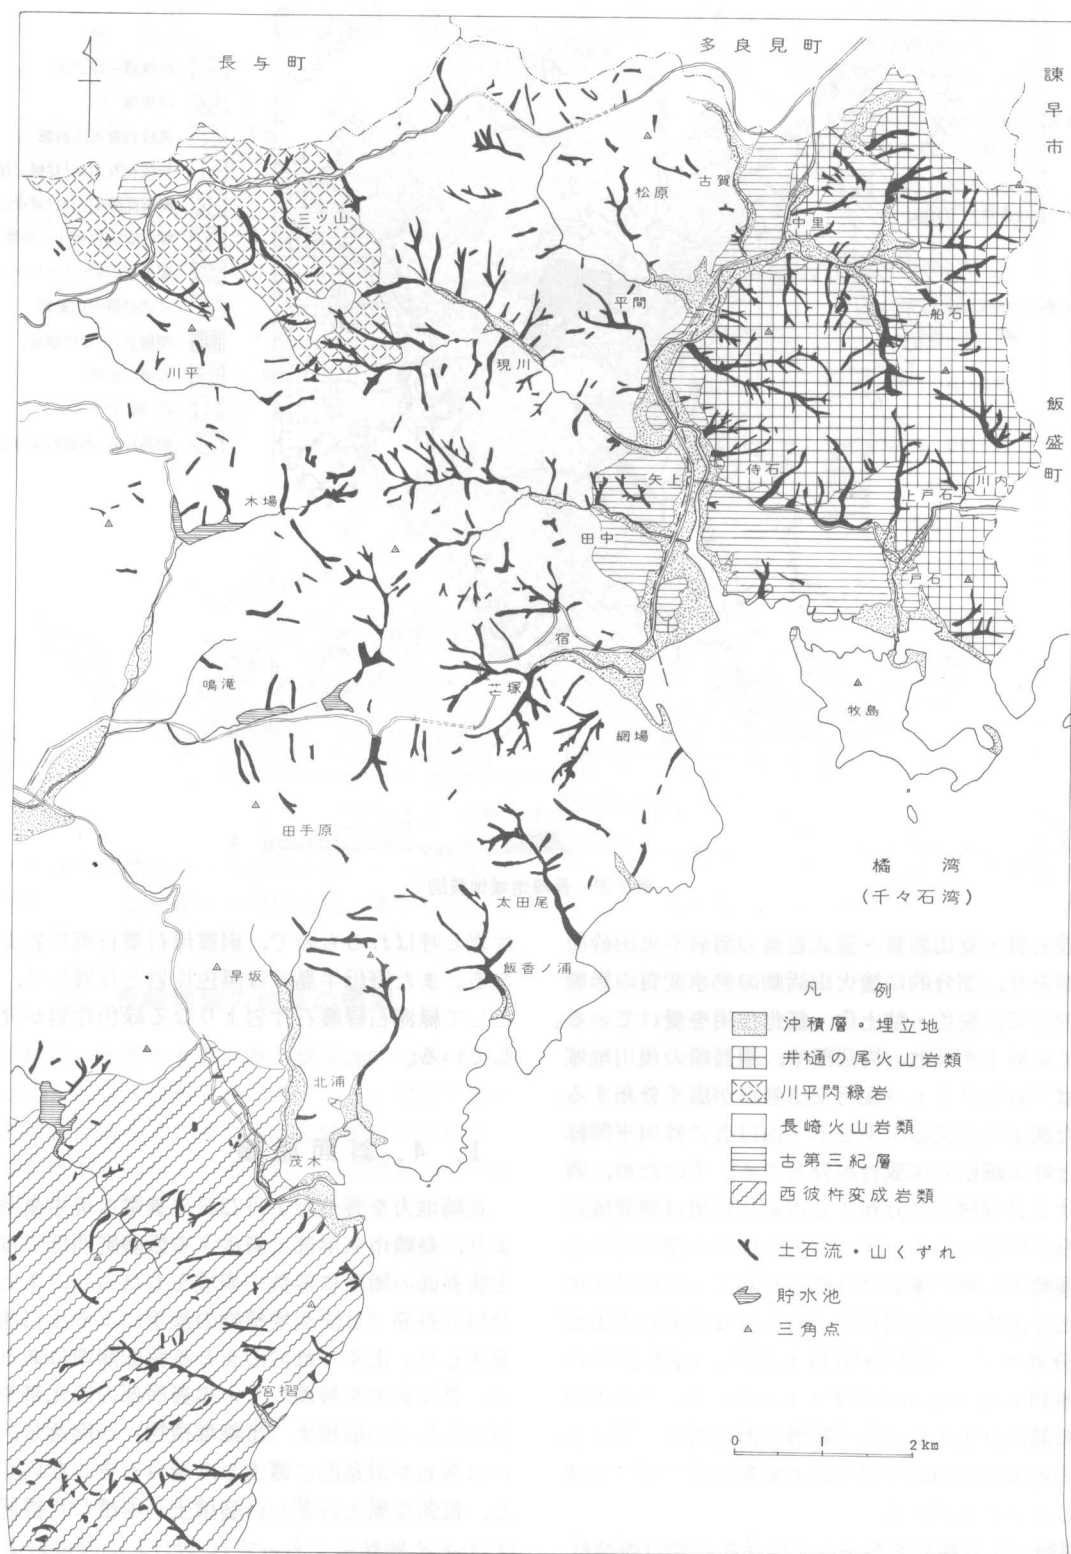 長与町
多良見町
諫早市
松原
古賀
三ツ山
中里
平間
船石
川平
現川
飯盛町
矢上
侍石
川内
上戸石
木場
田中
戸石
宿
鳴滝
芒塚
牧島
網場
田手原
橘湾
(千々石湾)
太田尾
飯香ノ浦
早坂
北浦
茂木
宮摺
凡例
沖積層・埋立地
井樋の尾火山岩類
川平閃緑岩
長崎火山岩類
古第三紀層
西彼杵変成岩類
土石流・山くずれ
貯水池
三角点
0 1 2km